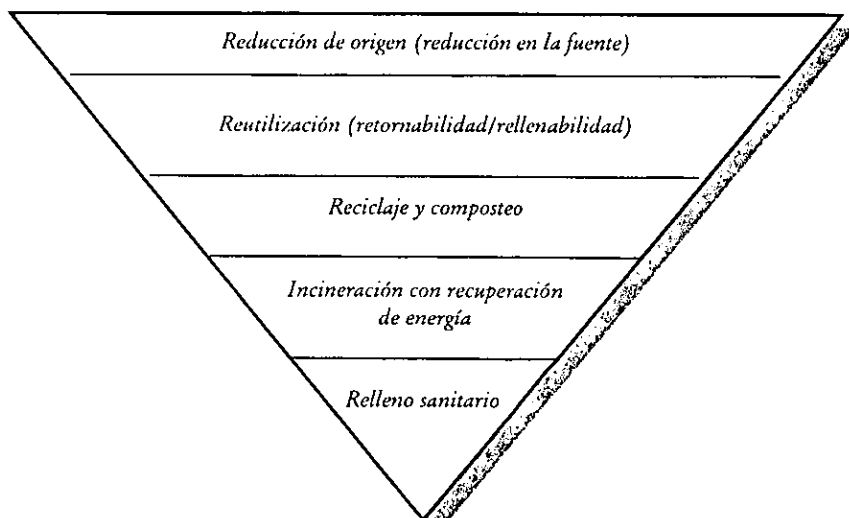 Reducción de origen (reducción en la fuente)
Reutilización (retornabilidad/rellenabilidad)
Reciclaje y composteo
Incineración con recuperación
de energía
Relleno sanitario